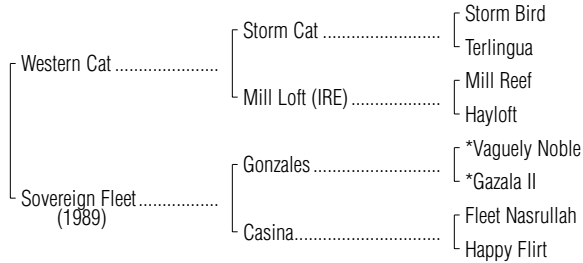 Storm Bird
Storm Cat ........................
Terlingua
Western Cat .....................
Mill Reef
Mill Loft (IRE) ..................
Hayloft
*Vaguely Noble
Gonzales ..........................
*Gazala II
Sovereign Fleet ................
(1989)
Fleet Nasrullah
Casina..............................
Happy Flirt